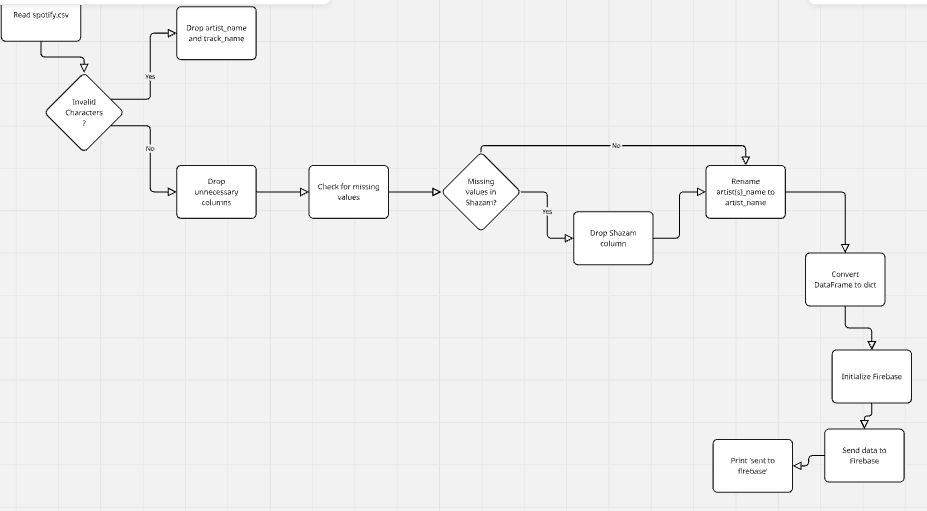 Read spotify.csv
Drop artist_name
and track_name
Yes
Invalid
Characters
?
No
Drop
unnecessary
columns
Check for missing
values
Missing
values in
Shazam?
No
Yes
Drop Shazam
column
Rename
artist(s)_name to
artist_name
Convert
DataFrame to dict
Initialize Firebase
Send data to
Firebase
Print 'sent to
firebase'